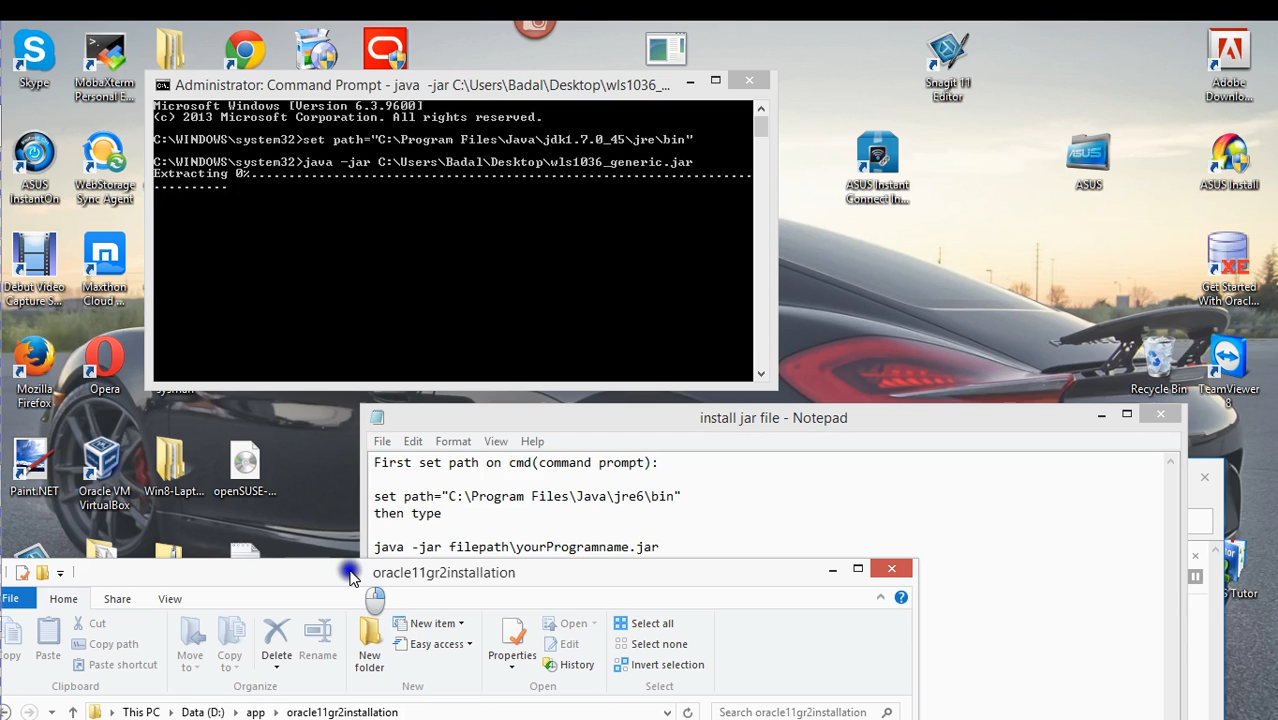 Skype
MobaXterm
Personal E...
Snagit 11
Editor
Adobe
Downlo...
Administrator: Command Prompt - java  -jar C:\Users\Badal\Desktop\wls1036_...
Microsoft Windows [Version 6.3.9600]
(c) 2013 Microsoft Corporation. All rights reserved.
C:\WINDOWS\system32>set path="C:\Program Files\Java\jdk1.7.0_45\jre\bin"
C:\WINDOWS\system32>java -jar C:\Users\Badal\Desktop\wls1036_generic.jar
Extracting 0%...............................................................................
ASUS
InstantOn
WebStorage
Sync Agent
ASUS Instant
Connect In...
ASUS
ASUS
ASUS Install
Debut Video
Capture S...
Maxthon
Cloud ...
XE
Get Started
With Oracl...
Mozilla
Firefox
Opera
Recycle Bin
TeamViewer
8
Paint.NET
Oracle VM
VirtualBox
Win8-Lapt...
openSUSE-...
install jar file - Notepad
File Edit Format View Help
First set path on cmd(command prompt):
set path="C:\Program Files\Java\jre6\bin"
then type
java -jar filepath\yourProgramname.jar
Tutor
oracle11gr2installation
File Home Share View
Cut
Copy path
Paste shortcut
opy
Paste
Clipboard
Move
to
Copy
to
Delete
Rename
Organize
New
folder
New item
Easy access
New
Properties
Open
Edit
History
Open
Select all
Select none
Invert selection
Select
This PC
Data (D:)
app
oracle11gr2installation
Search oracle11gr2installation